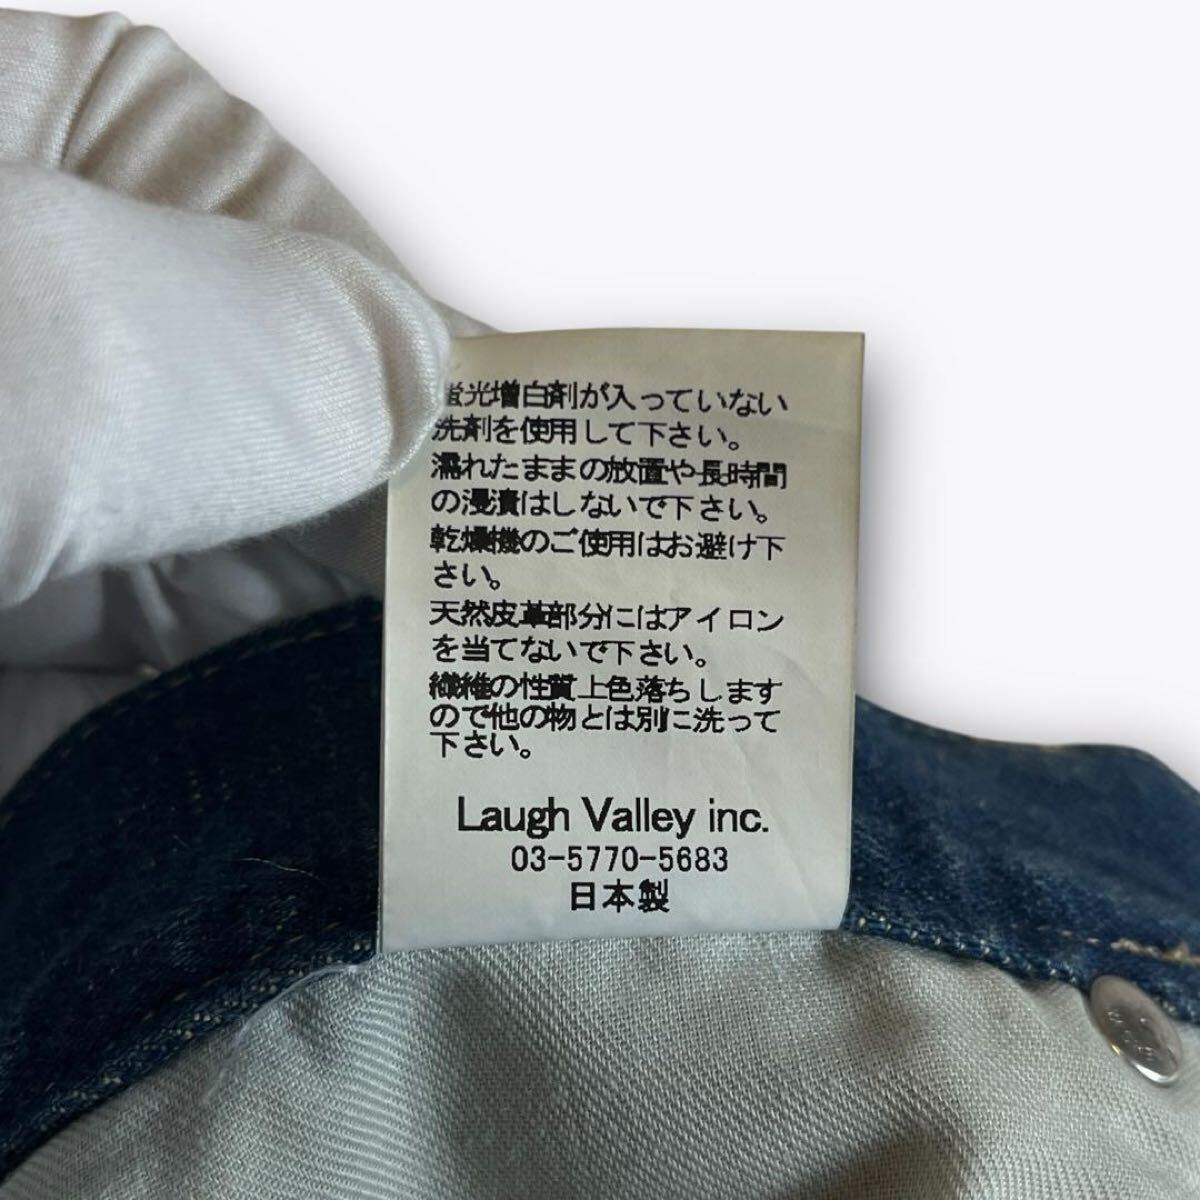 蛍光増白剤が入っていない
洗剤を使用して下さい。
濡れたままの放置や長時間
の浸漬はしないで下さい。
乾燥機のご使用はお避け下
さい。
天然皮革部分にはアイロン
を当てないで下さい。
繊維の性質上色落ちします
ので他の物とは別に洗って
下さい。
Laugh Valley inc.
03-5770-5683
日本製